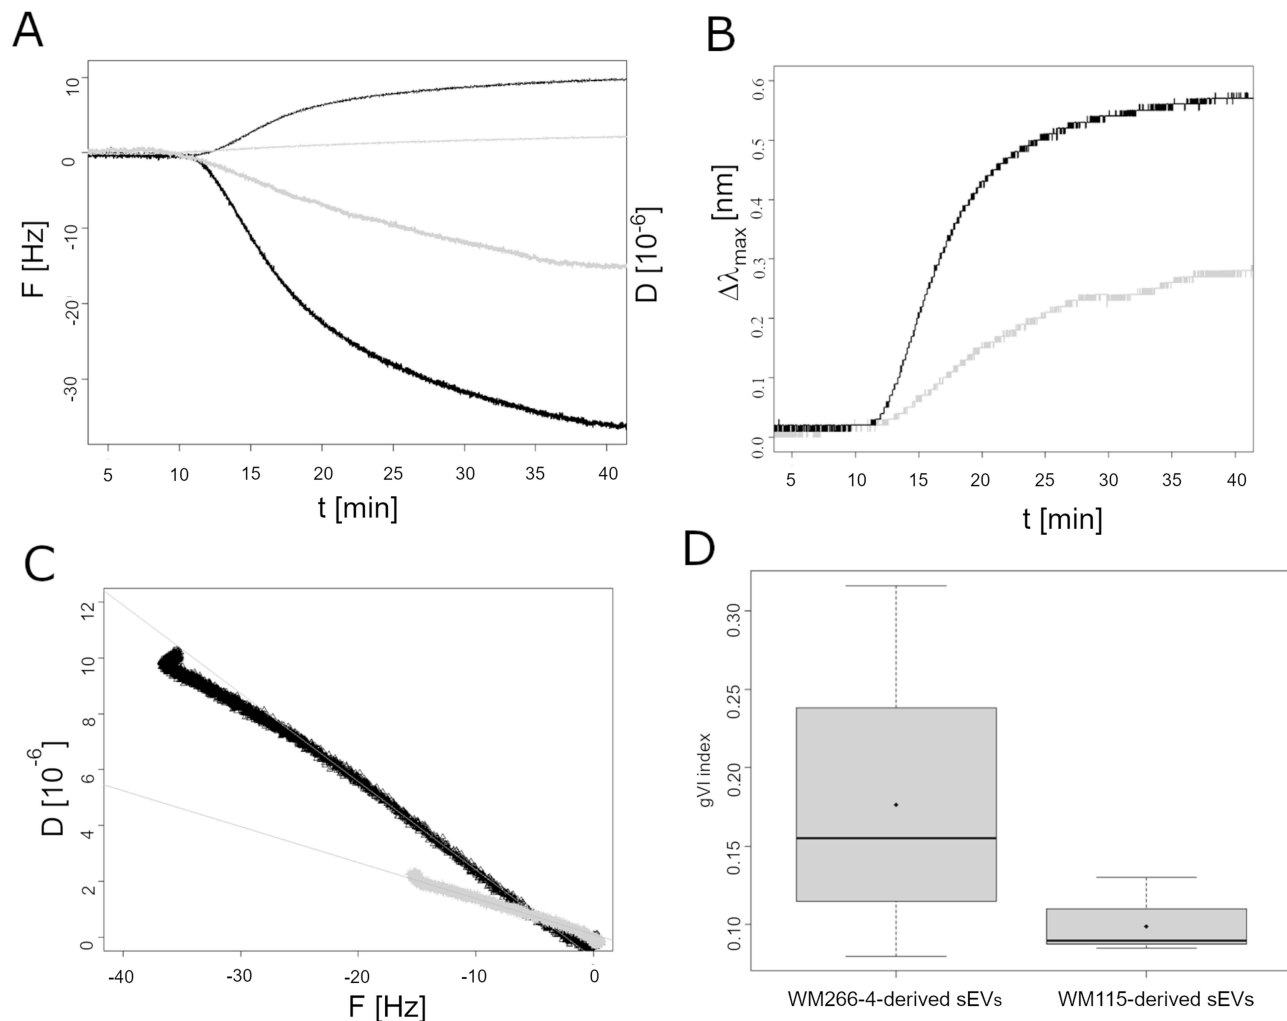 A
10
0
-10
-20
-30
F [Hz]
D [10-6]
5 10 15 20 25 30 35 40
t [min]
B
0.6
0.5
0.4
0.3
0.2
0.1
0.0
Δλmax [nm]
5 10 15 20 25 30 35 40
t [min]
C
12
10
8
6
4
2
0
D [10-6]
-40 -30 -20 -10 0
F [Hz]
D
0.30
0.25
0.20
0.15
0.10
gVI index
WM266-4-derived sEVs WM115-derived sEVs